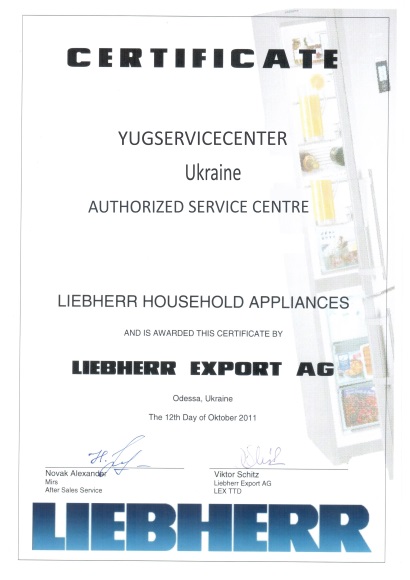 CERTIFICATE
YUGSERVICECENTER
Ukraine
AUTHORIZED SERVICE CENTRE
LIEBHERR HOUSEHOLD APPLIANCES
AND IS AWARDED THIS CERTIFICATE BY
LIEBHERR EXPORT AG
Odessa, Ukraine
The 12th Day of Oktober 2011
Novak Alexander
Mirs
After Sales Service
Viktor Schitz
Liebherr Export AG
LEX TTD
LIEBHERR